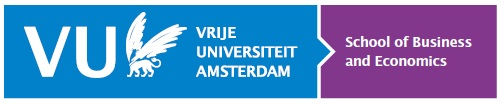 VU
VRIJE
UNIVERSITEIT
AMSTERDAM
School of Business
and Economics